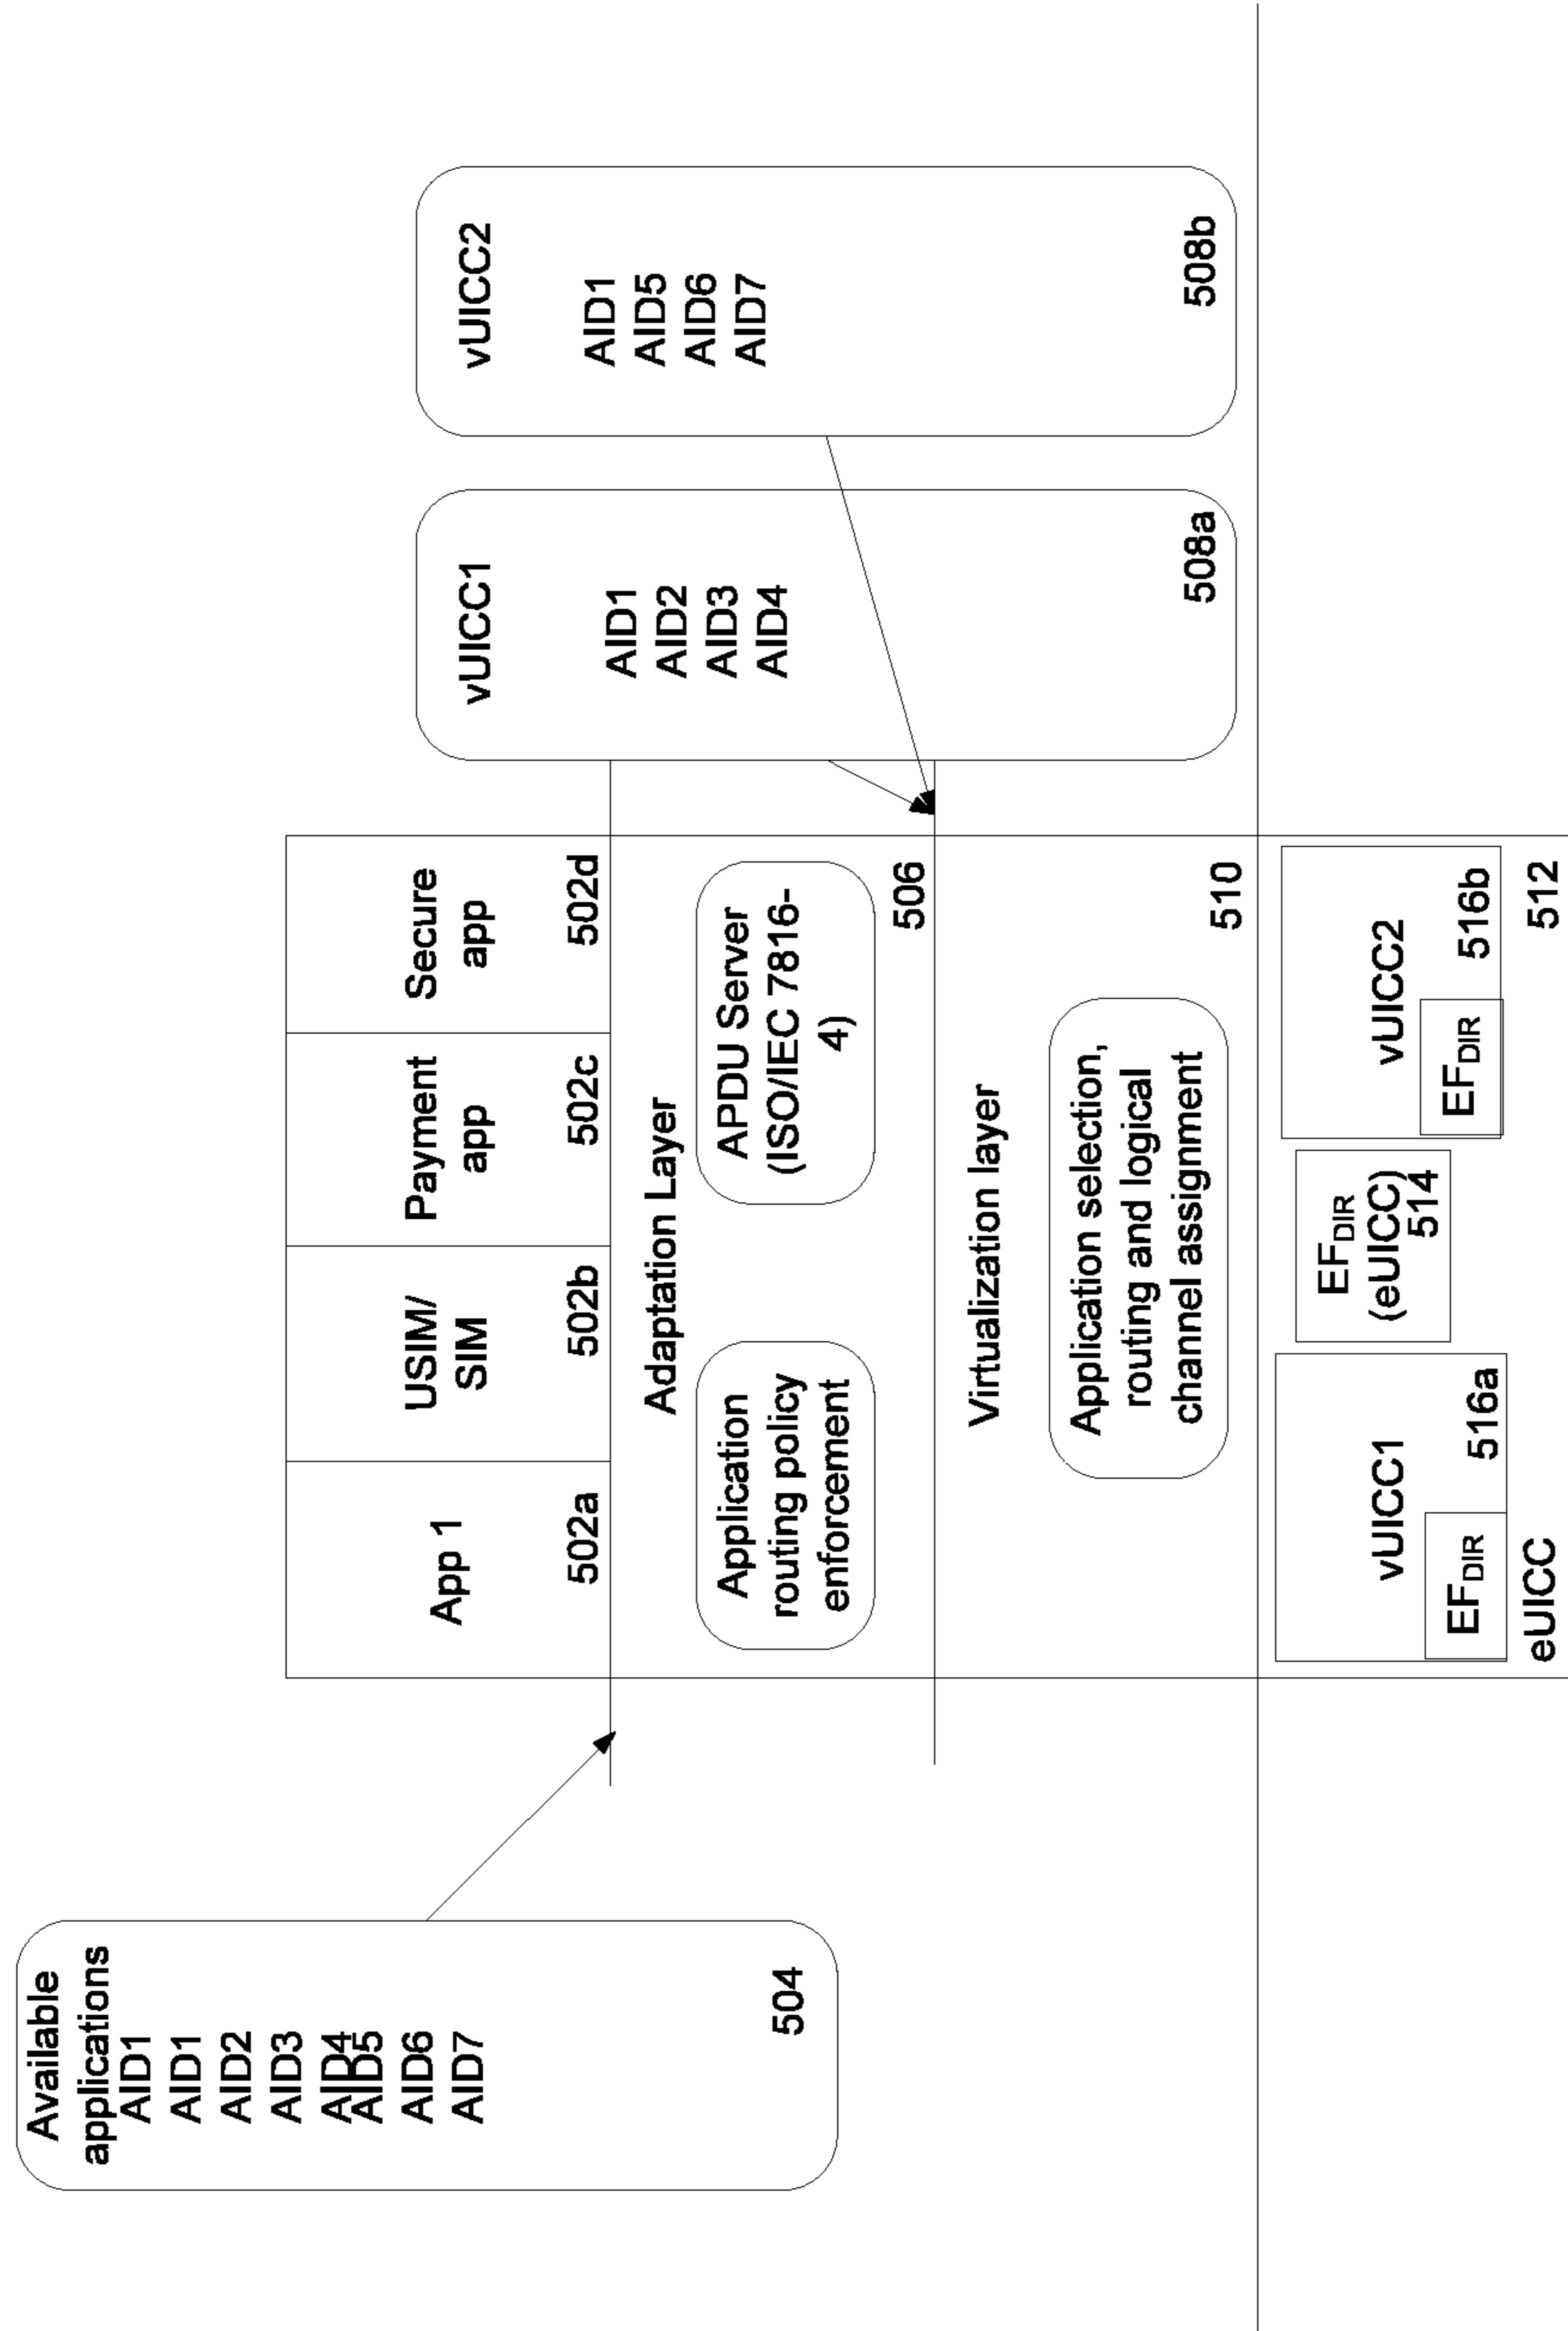 Available
applications
AID1
AID1
AID2
AID3
AID4
AID5
AID6
AID7
504
App 1
502a
USIM/
SIM
502b
Payment
app
502c
Secure
app
502d
Adaptation Layer
Application
routing policy
enforcement
APDU Server
(ISO/IEC 7816-
4)
506
Virtualization layer
Application selection,
routing and logical
channel assignment
510
vUICC1
516a
EFDIR
eUICC
EFDIR
(eUICC)
514
vUICC2
516b
EFDIR
512
vUICC1
AID1
AID2
AID3
AID4
508a
vUICC2
AID1
AID5
AID6
AID7
508b